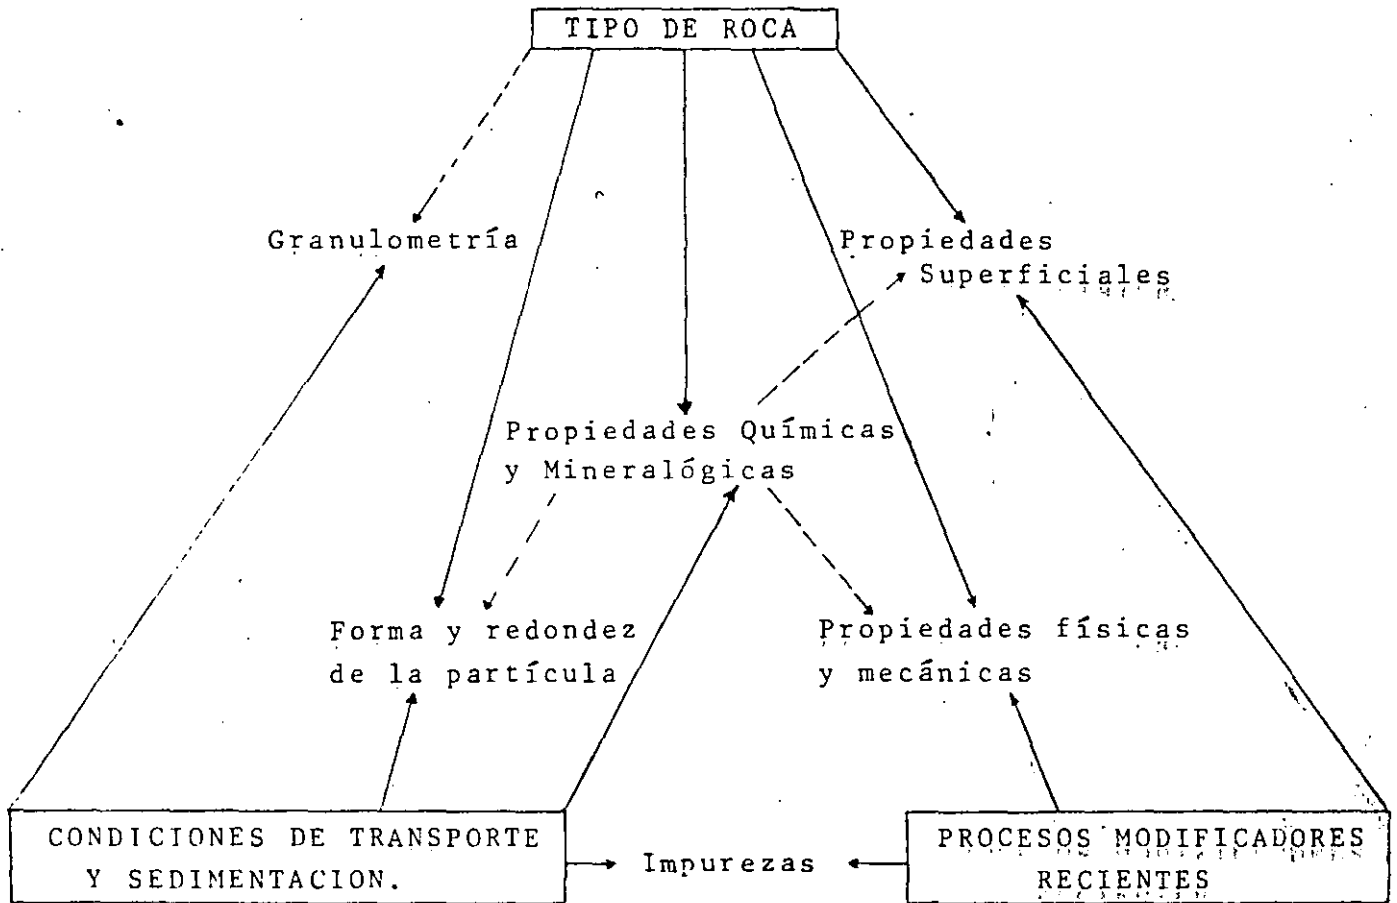 TIPO DE ROCA
Granulometría
Propiedades
Superficiales
Propiedades Químicas
y Mineralógicas
Forma y redondez
de la partícula
Propiedades físicas
y mecánicas
CONDICIONES DE TRANSPORTE
Y SEDIMENTACION.
Impurezas
PROCESOS MODIFICADORES
RECIENTES